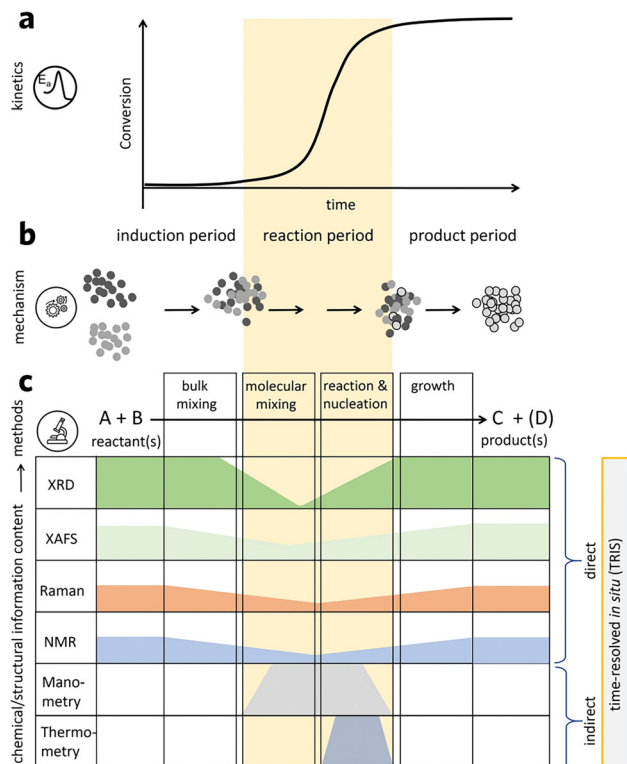 a
kinetics
Ea
Conversion
time
b
induction period reaction period product period
mechanism
c
bulk mixing
molecular mixing
reaction & nucleation
growth
methods
A + B
reactant(s)
C + (D)
product(s)
chemical/structural information content
XRD
XAFS
Raman
NMR
Mano-
metry
Thermo-
metry
direct
indirect
time-resolved in situ (TRIS)